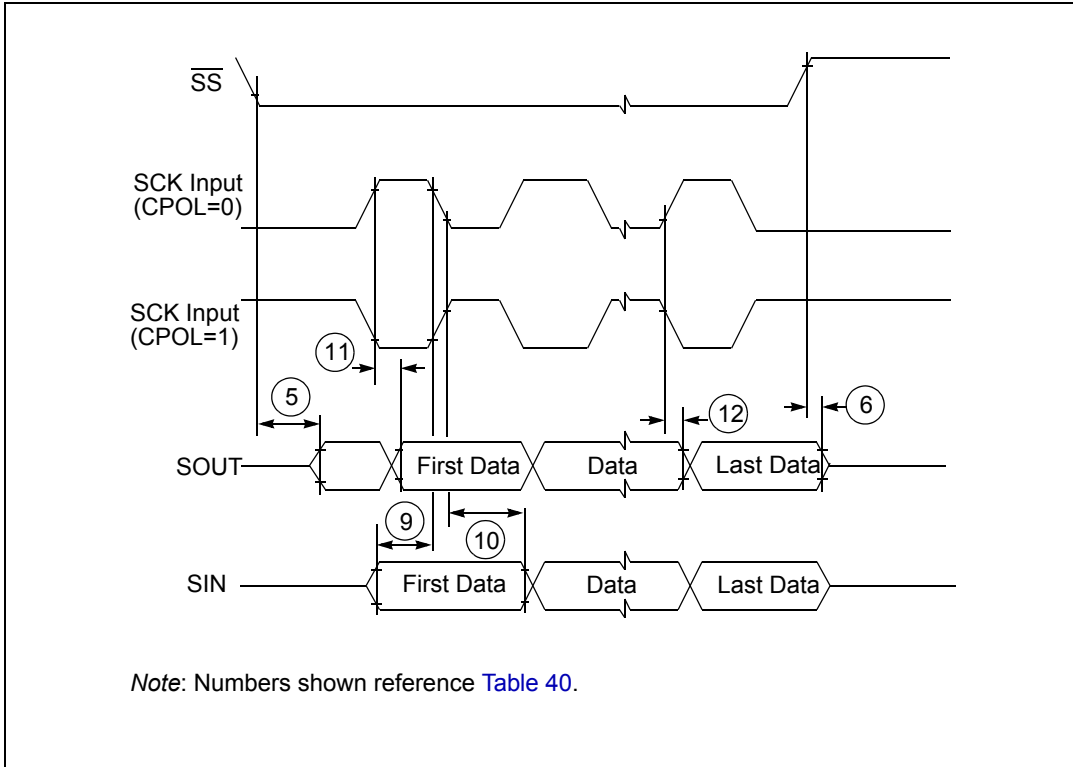 SS
SCK Input
(CPOL=0)
SCK Input
(CPOL=1)
11
5
12
6
SOUT
First Data
Data
Last Data
9
10
SIN
First Data
Data
Last Data
Note: Numbers shown reference Table 40.